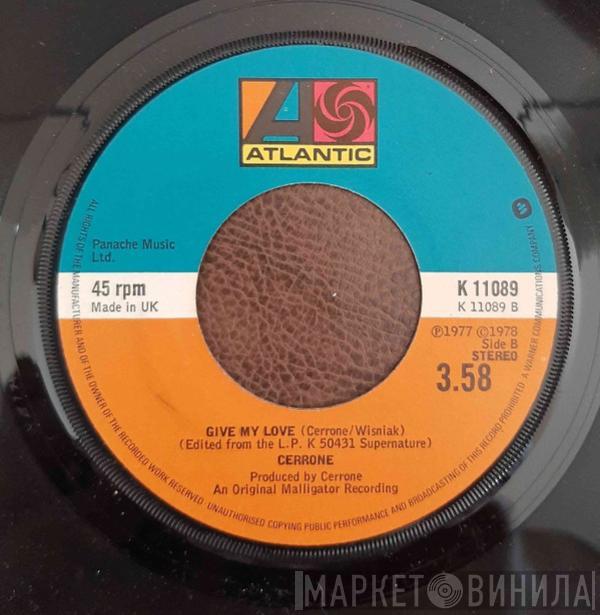 ATLANTIC
Panache Music
Ltd.
45 rpm
Made in UK
K 11089
K 11089 B
℗1977 ©1978
Side B
STEREO
3.58
GIVE MY LOVE (Cerrone/Wisniak)
(Edited from the L.P. K 50431 Supernature)
CERRONE
Produced by Cerrone
An Original Malligator Recording
ALL RIGHTS OF THE MANUFACTURER AND OF THE OWNER OF THE RECORDED WORK RESERVED. UNAUTHORISED COPYING PUBLIC PERFORMANCE AND BROADCASTING OF THIS RECORD PROHIBITED. A WARNER COMMUNICATIONS COMPANY
МАРКЕТ ВИНИЛА